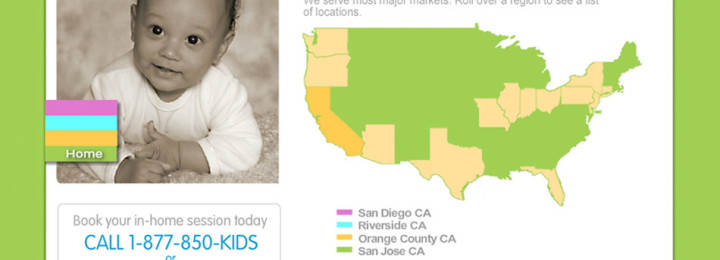 We serve most major markets. Roll over a region to see a list
of locations.
Home
Book your in-home session today
CALL 1-877-850-KIDS
or
San Diego CA
Riverside CA
Orange County CA
San Jose CA